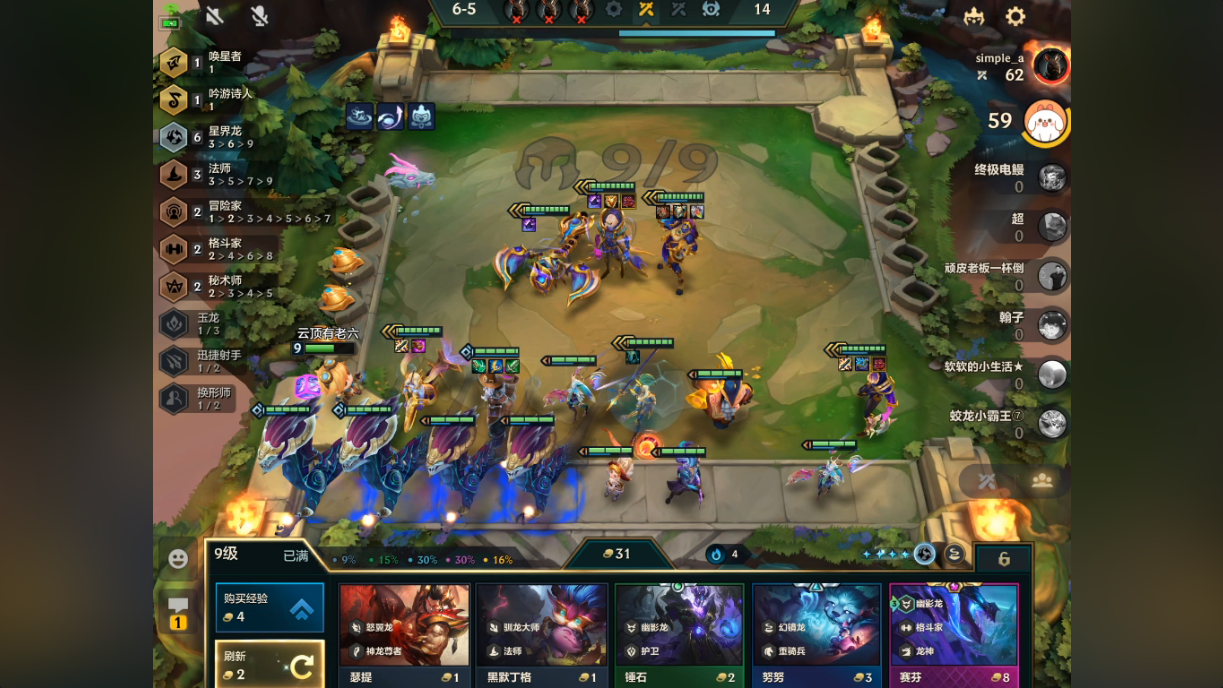 6-5
14
唤星者
1
1
吟游诗人
1
1
星界龙
6
3 > 6 > 9
法师
3
3 > 5 > 7 > 9
冒险家
2
1 > 2 > 3 > 4 > 5 > 6 > 7
格斗家
2
2 > 4 > 6 > 8
秘术师
2
2 > 3 > 4 > 5
玉龙
1 / 3
迅捷射手
1 / 2
换形师
1 / 2
9/9
simple_a
62
59
终极电鳗
0
超
0
顽皮老板一杯倒
0
翰子
0
软软的小生活★
0
蛟龙小霸王⑦
0
云顶有老六
9
9级
已满
9%
15%
30%
30%
16%
31
4
6
1
购买经验
4
刷新
2
怒翼龙
神龙尊者
瑟提
1
驯龙大师
法师
黑默丁格
1
幽影龙
护卫
锤石
2
幻镜龙
重骑兵
努努
3
3
幽影龙
格斗家
龙神
赛芬
8